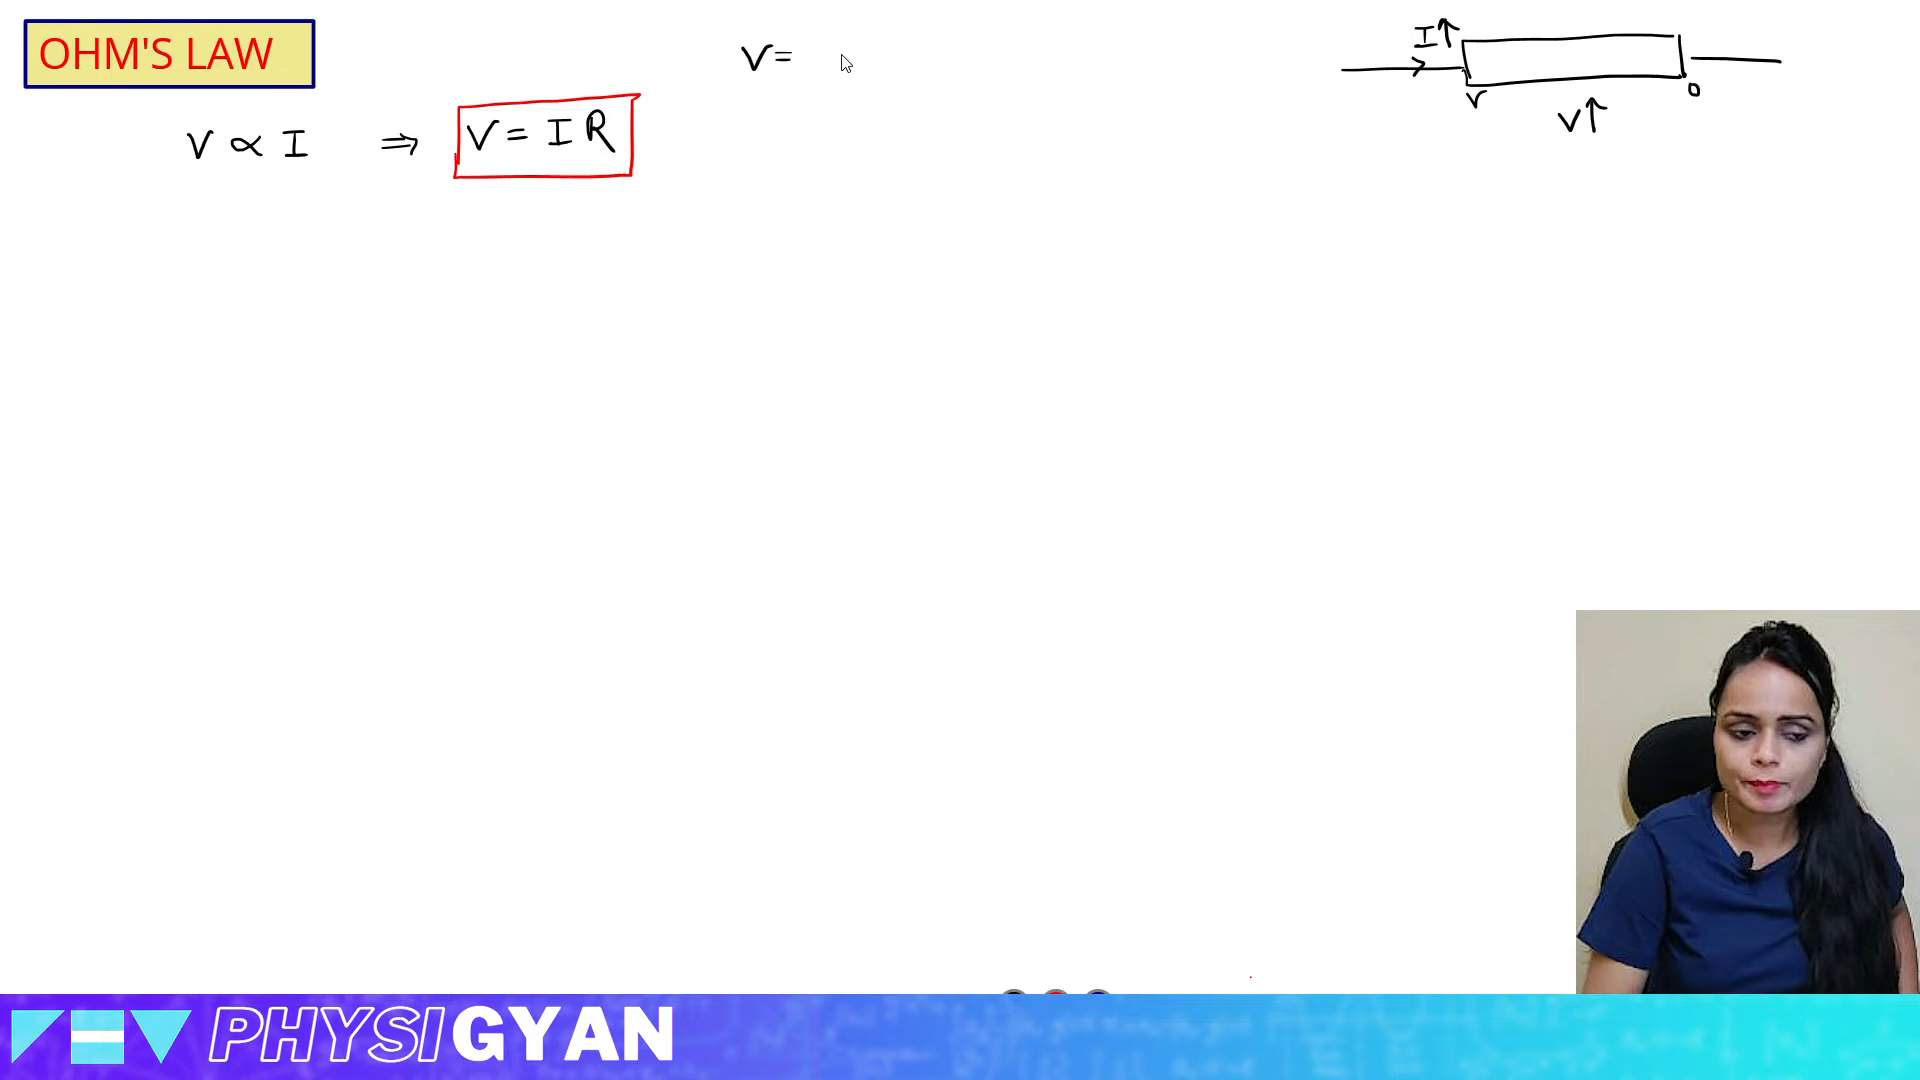 OHM'S LAW
V =
I↑
V
0
V↑
V ∝ I ⇒ V = I R
PHYSIGYAN